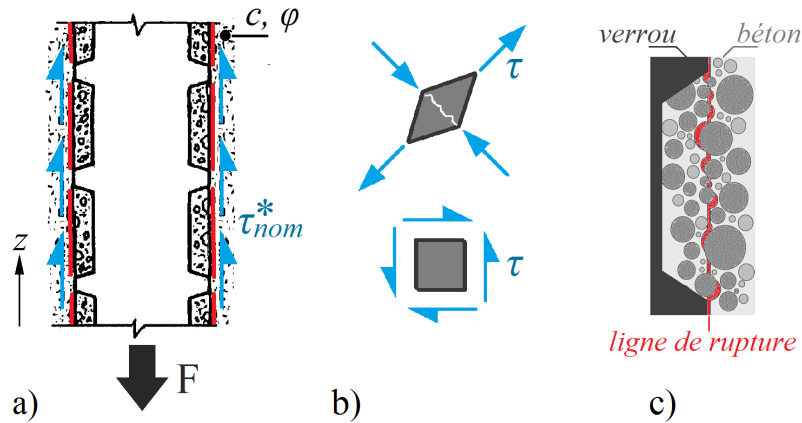 c, φ
τ*nom
z
F
a)
τ
τ
b)
verrou béton
ligne de rupture
c)